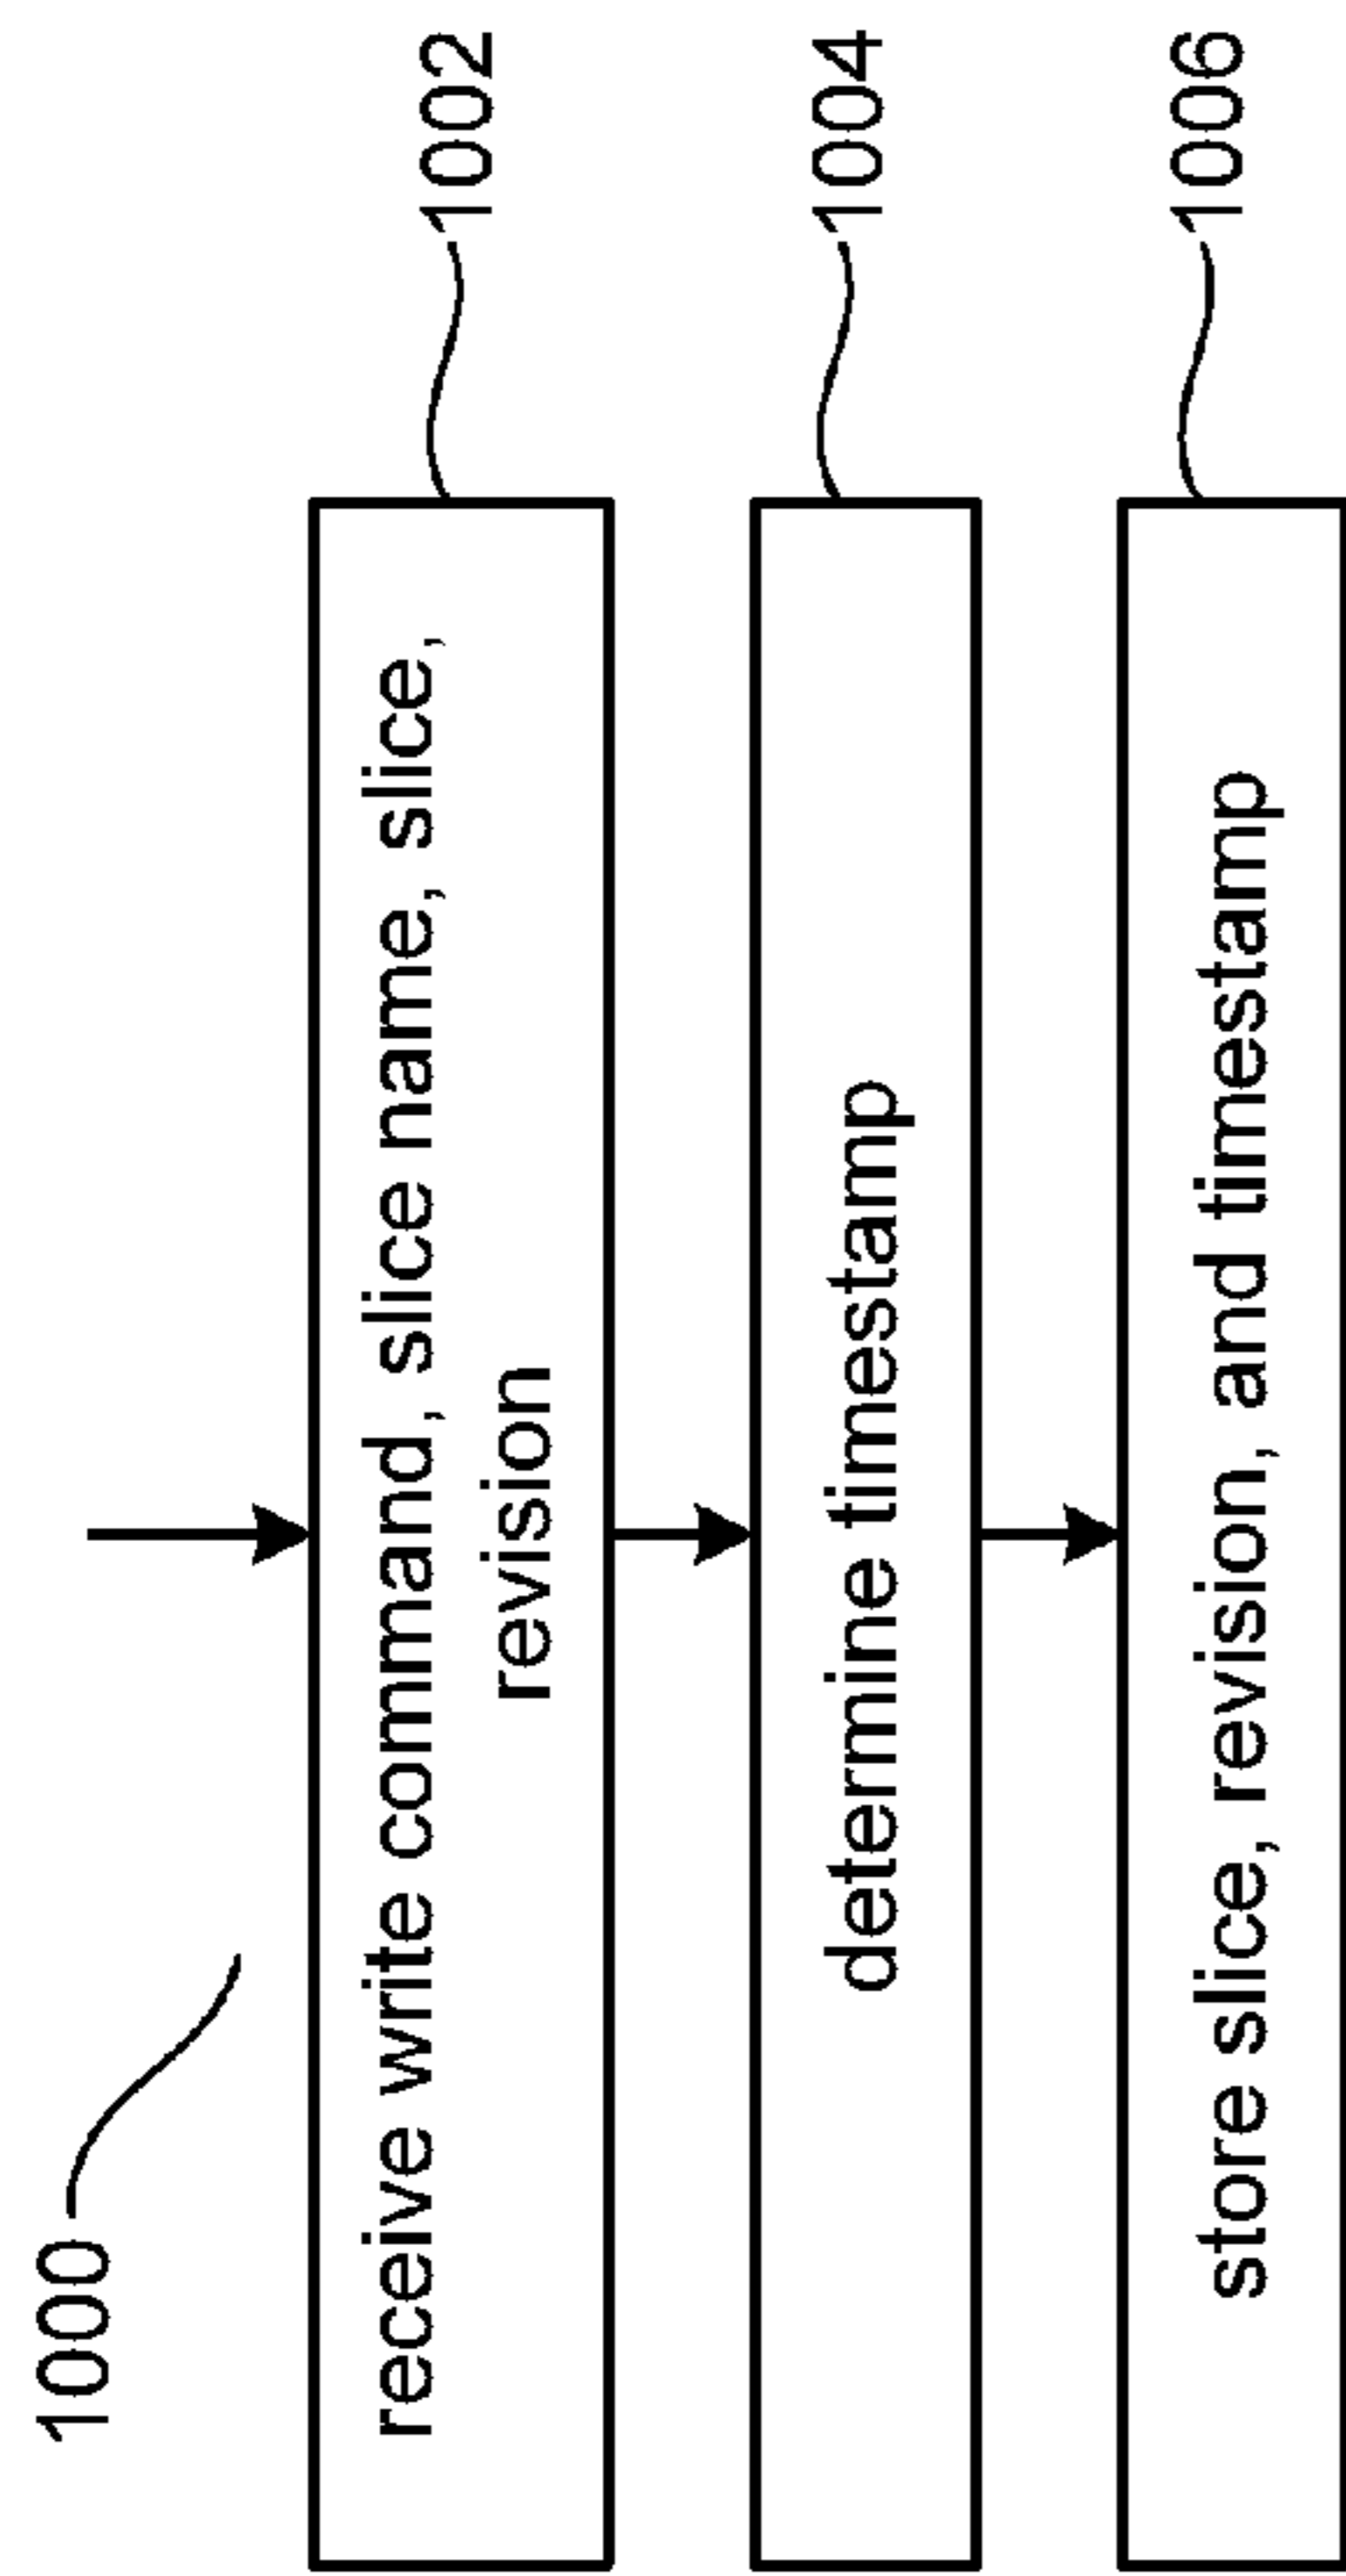 1000
receive write command, slice name, slice,
revision
1002
determine timestamp
1004
store slice, revision, and timestamp
1006